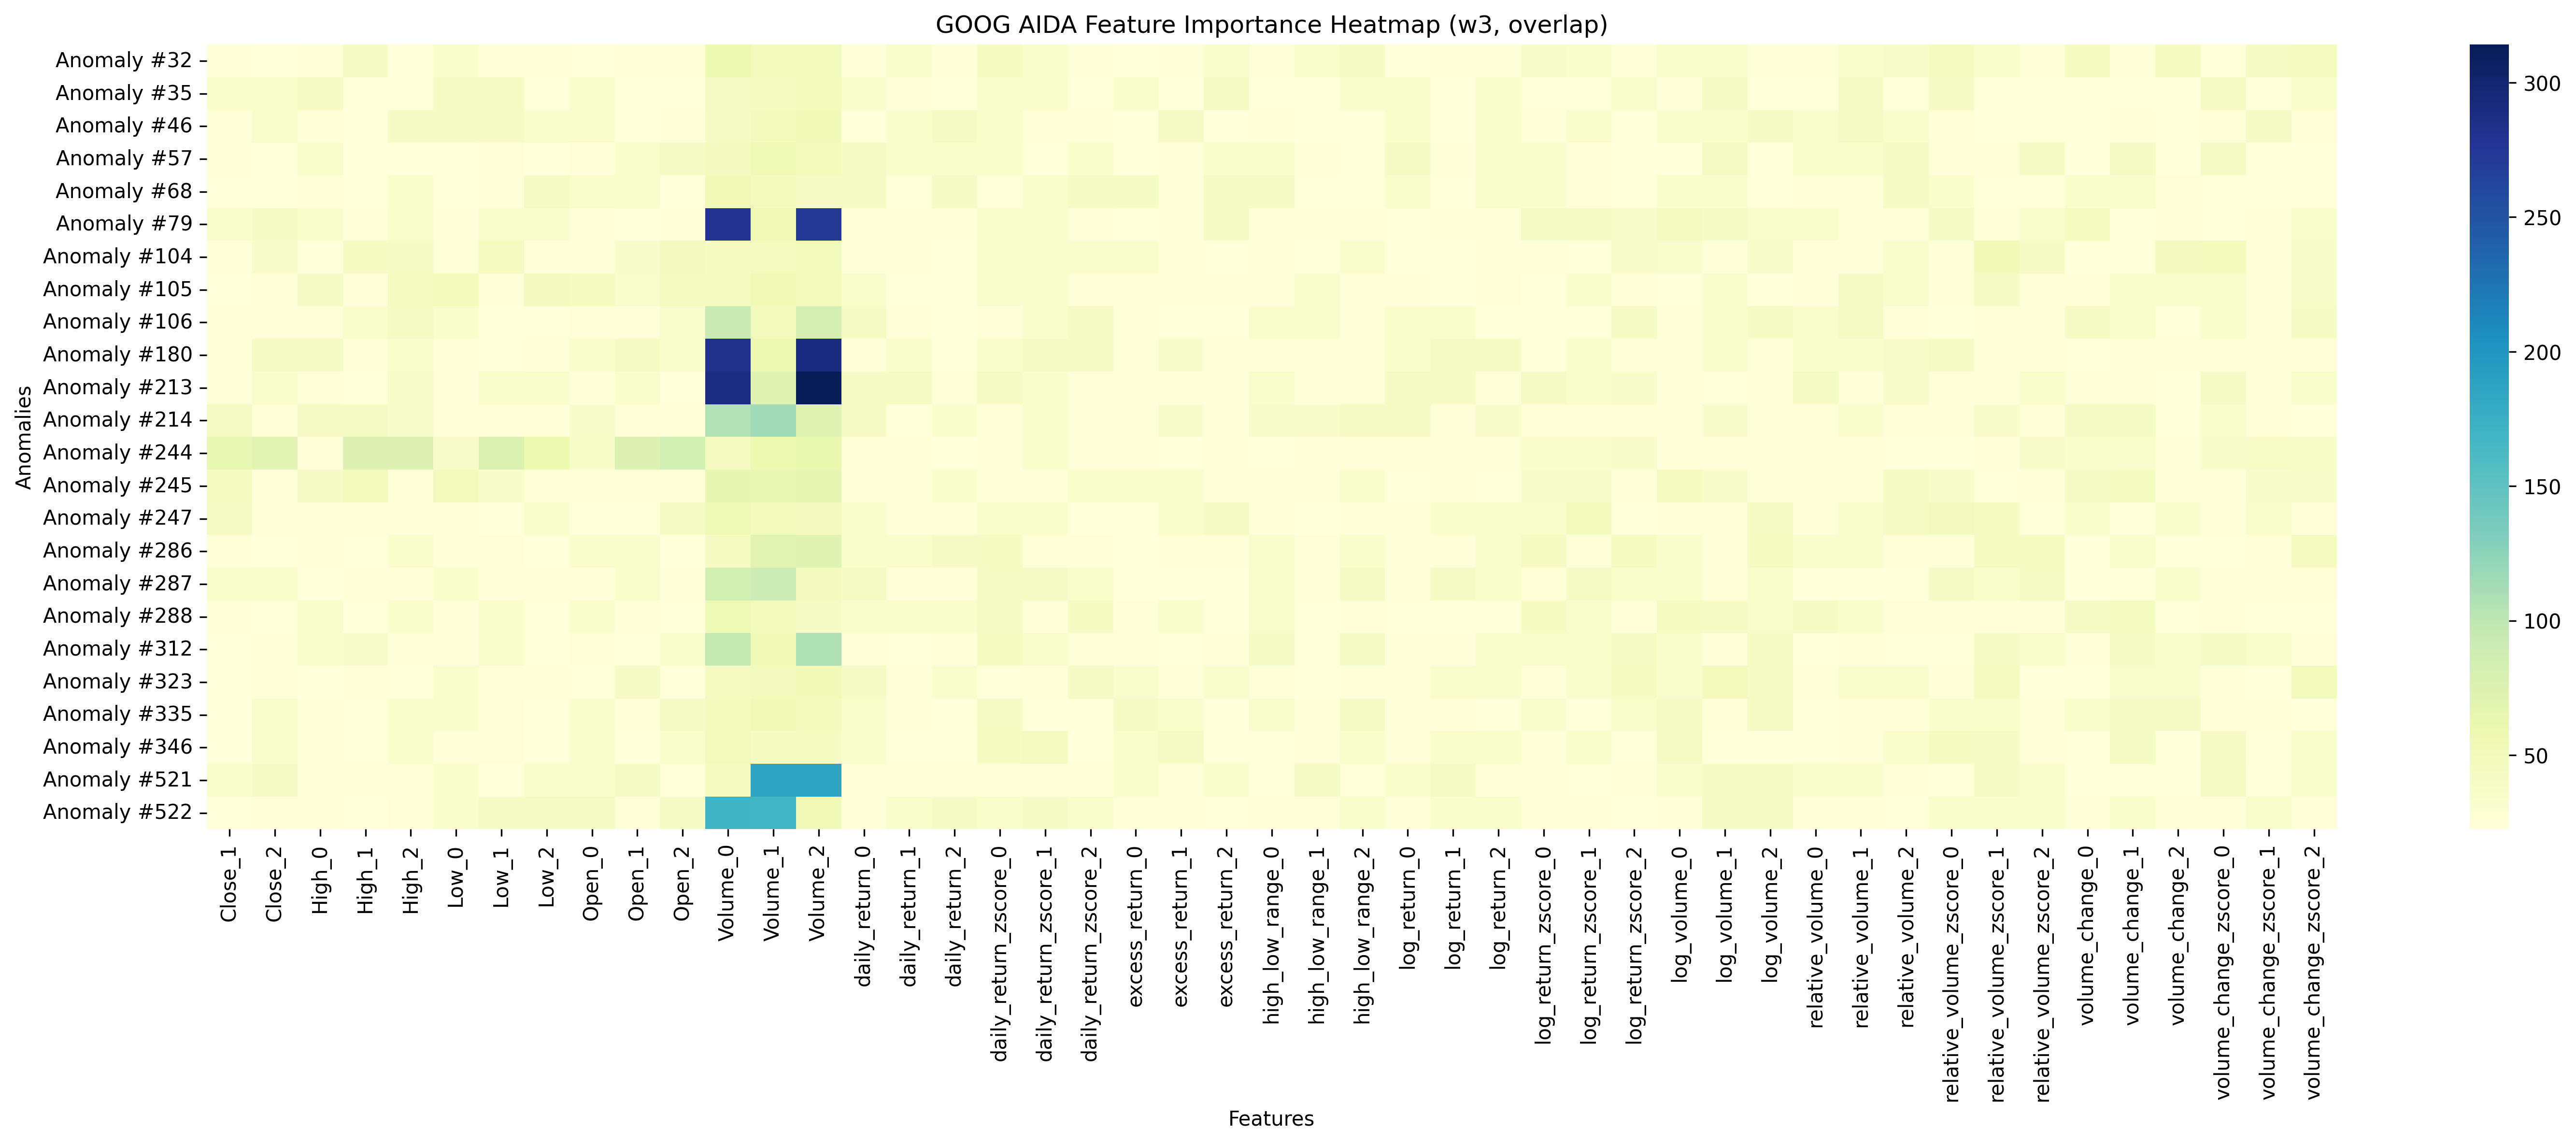 GOOG AIDA Feature Importance Heatmap (w3, overlap)
Anomalies
Anomaly #32
Anomaly #35
Anomaly #46
Anomaly #57
Anomaly #68
Anomaly #79
Anomaly #104
Anomaly #105
Anomaly #106
Anomaly #180
Anomaly #213
Anomaly #214
Anomaly #244
Anomaly #245
Anomaly #247
Anomaly #286
Anomaly #287
Anomaly #288
Anomaly #312
Anomaly #323
Anomaly #335
Anomaly #346
Anomaly #521
Anomaly #522
Close_1
Close_2
High_0
High_1
High_2
Low_0
Low_1
Low_2
Open_0
Open_1
Open_2
Volume_0
Volume_1
Volume_2
daily_return_0
daily_return_1
daily_return_2
daily_return_zscore_0
daily_return_zscore_1
daily_return_zscore_2
excess_return_0
excess_return_1
excess_return_2
high_low_range_0
high_low_range_1
high_low_range_2
log_return_0
log_return_1
log_return_2
log_return_zscore_0
log_return_zscore_1
log_return_zscore_2
log_volume_0
log_volume_1
log_volume_2
relative_volume_0
relative_volume_1
relative_volume_2
relative_volume_zscore_0
relative_volume_zscore_1
relative_volume_zscore_2
volume_change_0
volume_change_1
volume_change_2
volume_change_zscore_0
volume_change_zscore_1
volume_change_zscore_2
Features
300
250
200
150
100
50